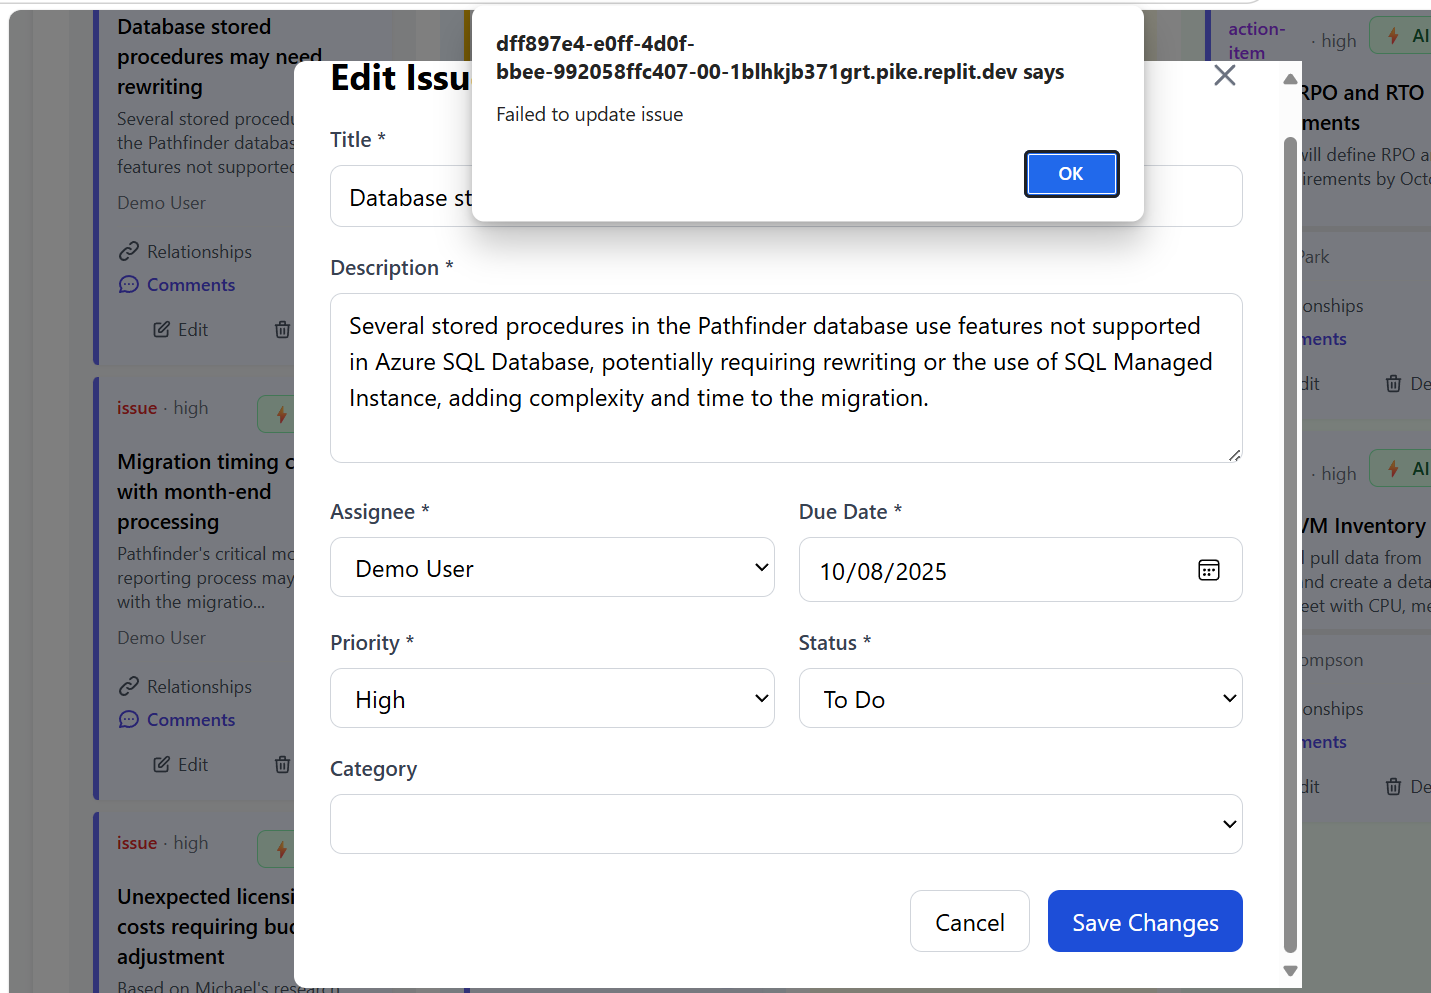 Database stored
procedures may need
rewriting
Several stored procedu
the Pathfinder databas
features not supported
Demo User
Relationships
Comments
Edit
issue · high
Migration timing c
with month-end
processing
Pathfinder's critical mo
reporting process may
with the migratio...
Demo User
Relationships
Comments
Edit
issue · high
Unexpected licensi
costs requiring bud
adjustment
Based on Michael's research
dff897e4-e0ff-4d0f-
bbee-992058ffc407-00-1blhkjb371grt.pike.replit.dev says
Failed to update issue
OK
Edit Issu
Title *
Database st
Description *
Several stored procedures in the Pathfinder database use features not supported
in Azure SQL Database, potentially requiring rewriting or the use of SQL Managed
Instance, adding complexity and time to the migration.
Assignee *
Due Date *
Demo User
10/08/2025
Priority *
Status *
High
To Do
Category
Cancel
Save Changes
action-
item
· high
AI
RPO and RTO
ments
will define RPO a
irements by Octo
Park
onships
ments
dit
De
· high
AI
VM Inventory
l pull data from
nd create a deta
eet with CPU, me
ompson
onships
ments
dit
De